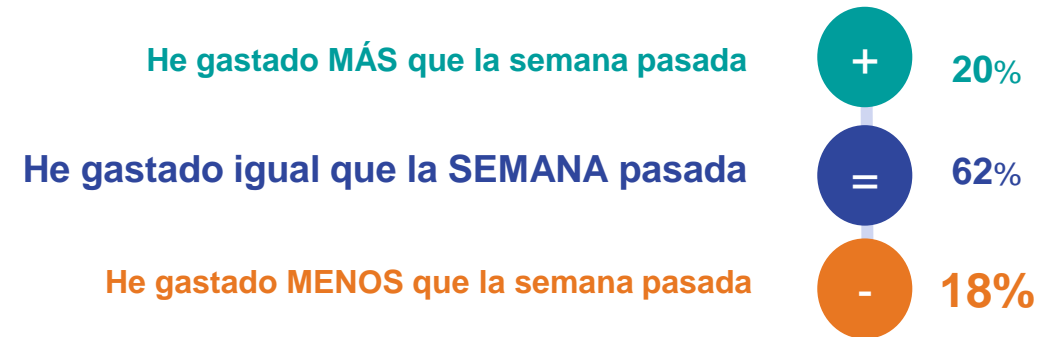 He gastado MÁS que la semana pasada + 20%
He gastado igual que la SEMANA pasada = 62%
He gastado MENOS que la semana pasada - 18%